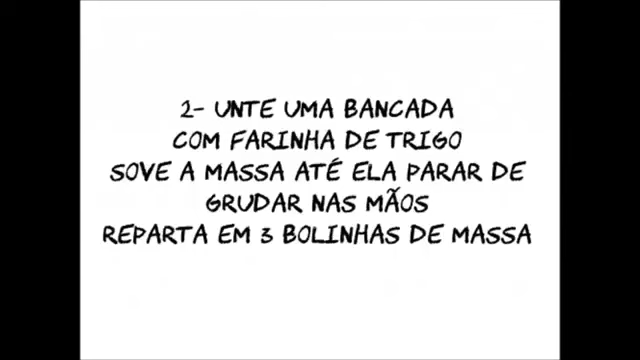 2- UNTE UMA BANCADA
COM FARINHA DE TRIGO
SOVE A MASSA ATÉ ELA PARAR DE
GRUDAR NAS MÃOS
REPARTA EM 3 BOLINHAS DE MASSA